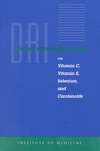 DRI
FOR
Vitamin C,
Vitamin E,
Selenium,
and
Carotenoids
INSTITUTE OF MEDICINE